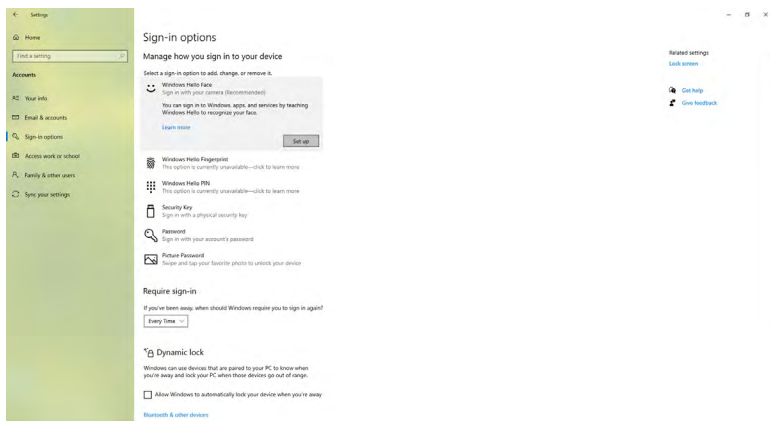 Settings
Home
Find a setting
Accounts
Your info
Email & accounts
Sign-in options
Access work or school
Family & other users
Sync your settings
Sign-in options
Manage how you sign in to your device
Select a sign-in option to add, change, or remove it.
Windows Hello Face
Sign in with your camera (Recommended)
You can sign in to Windows, apps, and services by teaching
Windows Hello to recognize your face.
Learn more
Set up
Windows Hello Fingerprint
This option is currently unavailable—click to learn more
Windows Hello PIN
This option is currently unavailable—click to learn more
Security Key
Sign in with a physical security key
Password
Sign in with your account's password
Picture Password
Swipe and tap your favorite photo to unlock your device
Require sign-in
If you've been away, when should Windows require you to sign in again?
Every Time
Dynamic lock
Windows can use devices that are paired to your PC to know when
you're away and lock your PC when those devices go out of range.
Allow Windows to automatically lock your device when you're away
Bluetooth & other devices
Related settings
Lock screen
Get help
Give feedback